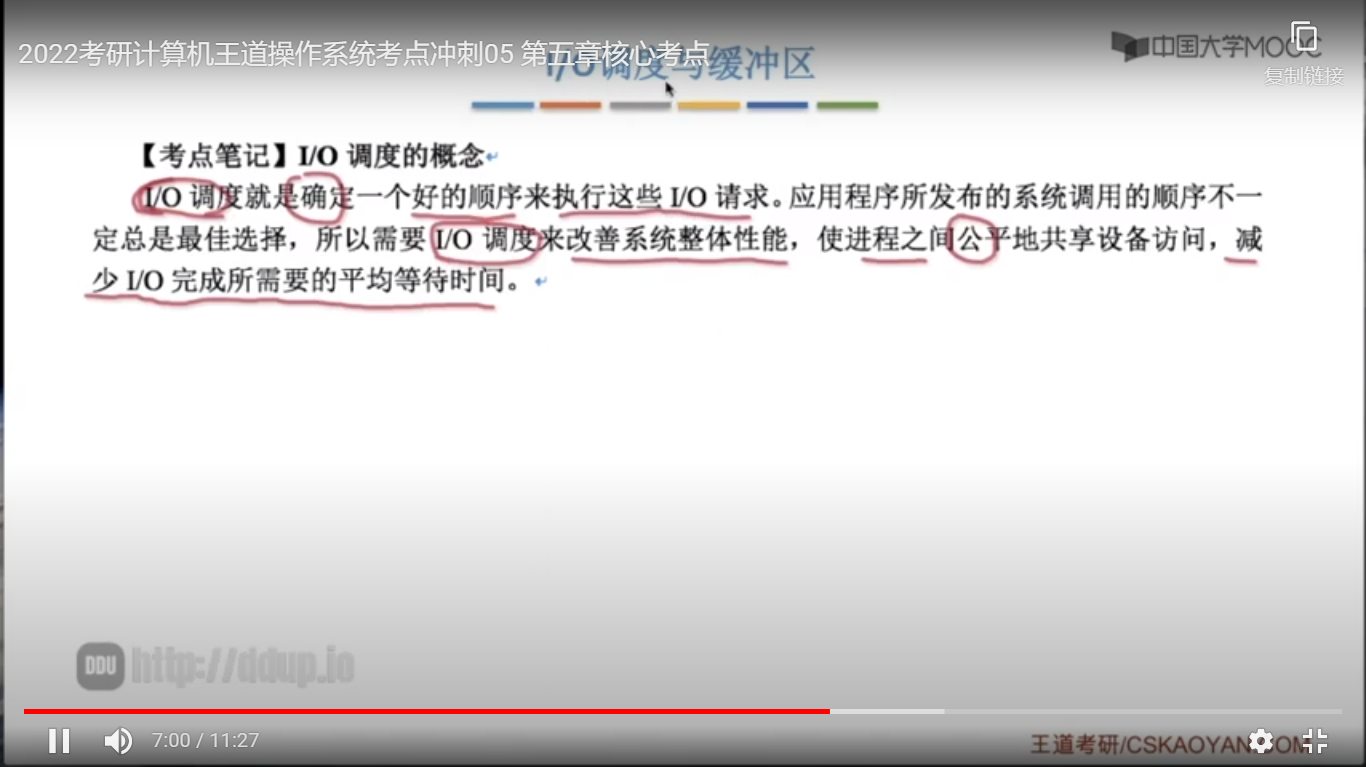 2022考研计算机王道操作系统考点冲刺05 第五章核心考点
I/O调度与缓冲区
中国大学MOOC
复制链接
【考点笔记】I/O 调度的概念
I/O 调度就是确定一个好的顺序来执行这些 I/O 请求。应用程序所发布的系统调用的顺序不一
定总是最佳选择，所以需要 I/O 调度来改善系统整体性能，使进程之间公平地共享设备访问，减
少 I/O 完成所需要的平均等待时间。
DDU http://ddup.io
7:00 / 11:27
王道考研/CSKAOYAN.COM